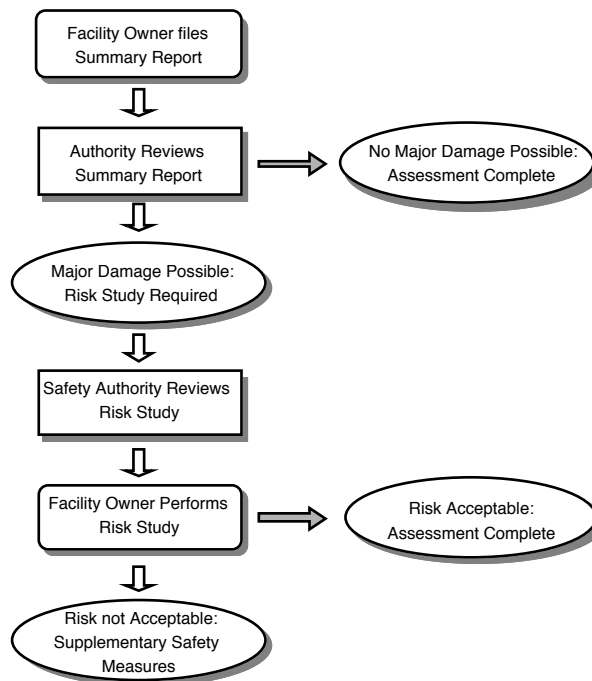 Facility Owner files
Summary Report
Authority Reviews
Summary Report
No Major Damage Possible:
Assessment Complete
Major Damage Possible:
Risk Study Required
Safety Authority Reviews
Risk Study
Facility Owner Performs
Risk Study
Risk Acceptable:
Assessment Complete
Risk not Acceptable:
Supplementary Safety
Measures